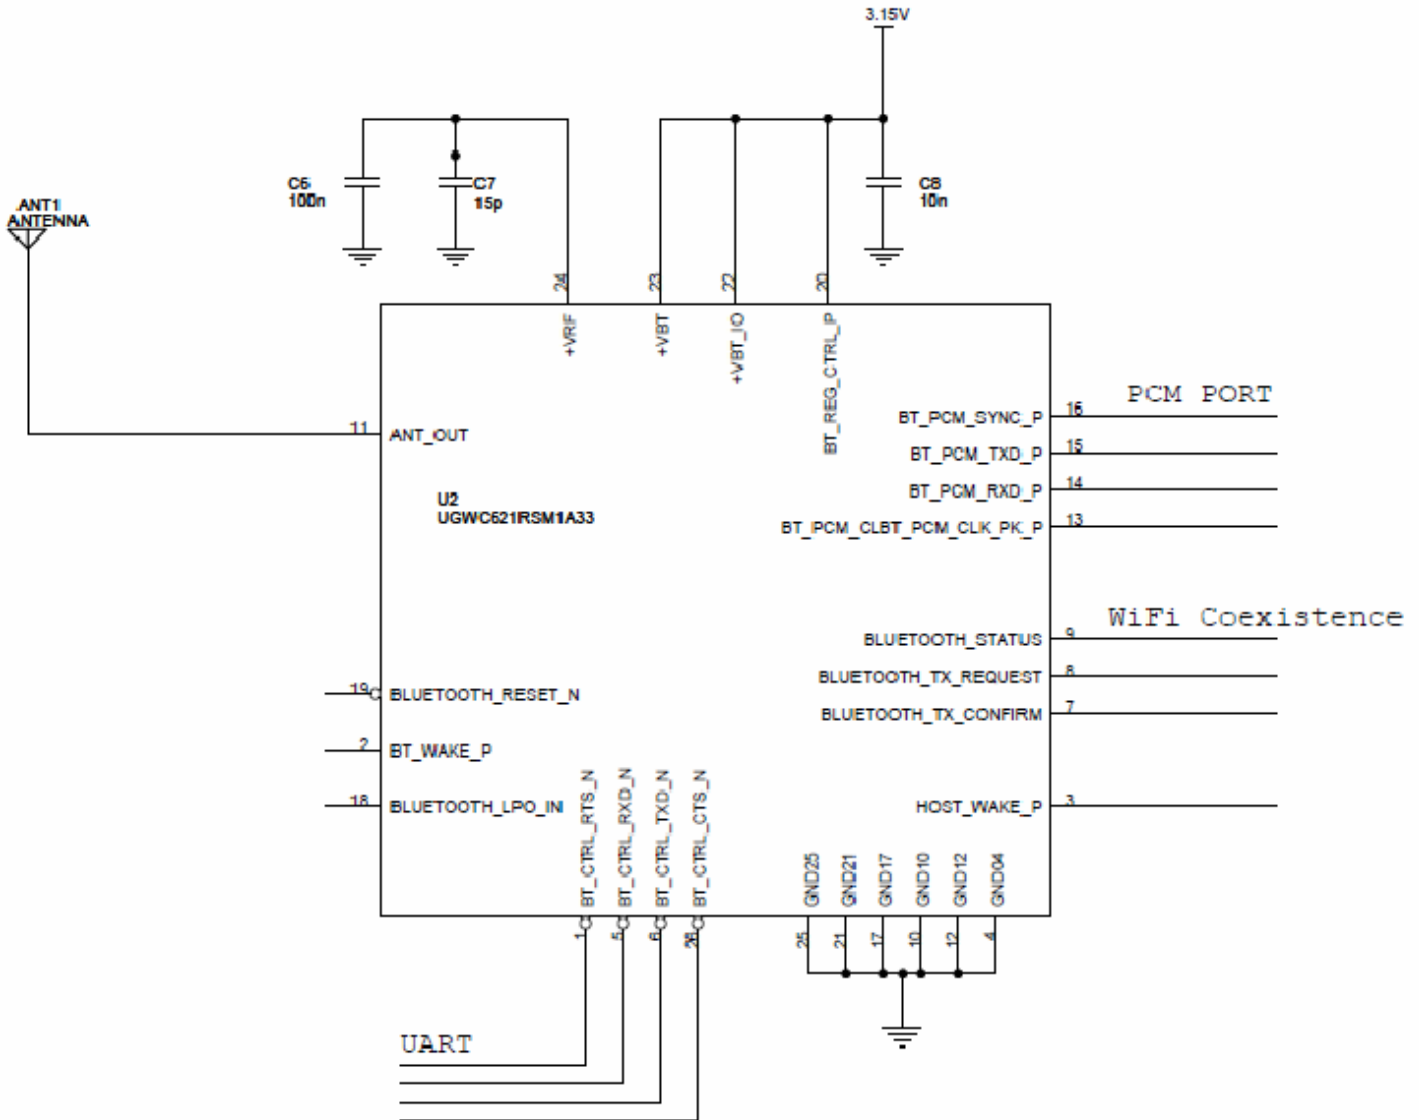 3.15V
C6
100n
C7
15p
C8
10n
ANT1
ANTENNA
24
23
22
20
+VRIF
+VBT
+VBT_IO
BT_REG_CTRL_IP
PCM PORT
BT_PCM_SYNC_P 16
11 ANT_OUT
BT_PCM_TXD_P 15
BT_PCM_RXD_P 14
U2
UGWC621RSM1A33
BT_PCM_CLBT_PCM_CLK_PK_P 13
WiFi Coexistence
BLUETOOTH_STATUS 9
BLUETOOTH_TX_REQUEST 8
19 BLUETOOTH_RESET_N
BLUETOOTH_TX_CONFIRM 7
2 BT_WAKE_P
18 BLUETOOTH_LPO_IN
HOST_WAKE_P 3
BT_CTRL_RTS_N
BT_CTRL_RXD_N
BT_CTRL_TXD_N
BT_CTRL_CTS_N
GND25
GND21
GND17
GND10
GND12
GND04
1
5
6
26
25
21
17
10
12
4
UART